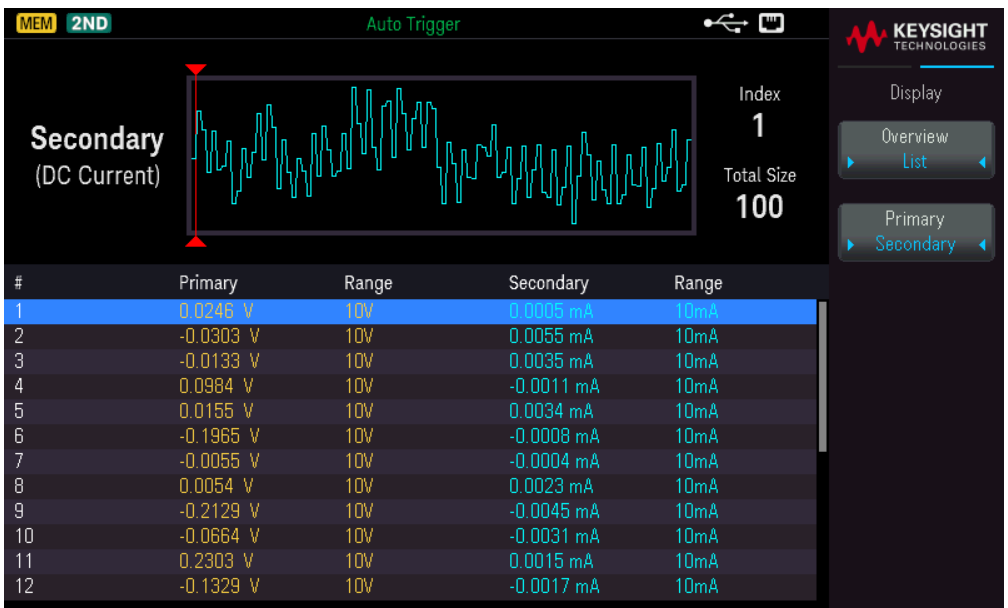 MEM 2ND Auto Trigger
KEYSIGHT
TECHNOLOGIES
Display
Overview
List
Primary
Secondary
Secondary
(DC Current)
Index
1
Total Size
100
# Primary Range Secondary Range
1 0.0246 V 10V 0.0005 mA 10mA
2 -0.0303 V 10V 0.0055 mA 10mA
3 -0.0133 V 10V 0.0035 mA 10mA
4 0.0984 V 10V -0.0011 mA 10mA
5 0.0155 V 10V 0.0034 mA 10mA
6 -0.1965 V 10V -0.0008 mA 10mA
7 -0.0055 V 10V -0.0004 mA 10mA
8 0.0054 V 10V 0.0023 mA 10mA
9 -0.2129 V 10V -0.0045 mA 10mA
10 -0.0664 V 10V -0.0031 mA 10mA
11 0.2303 V 10V 0.0015 mA 10mA
12 -0.1329 V 10V -0.0017 mA 10mA